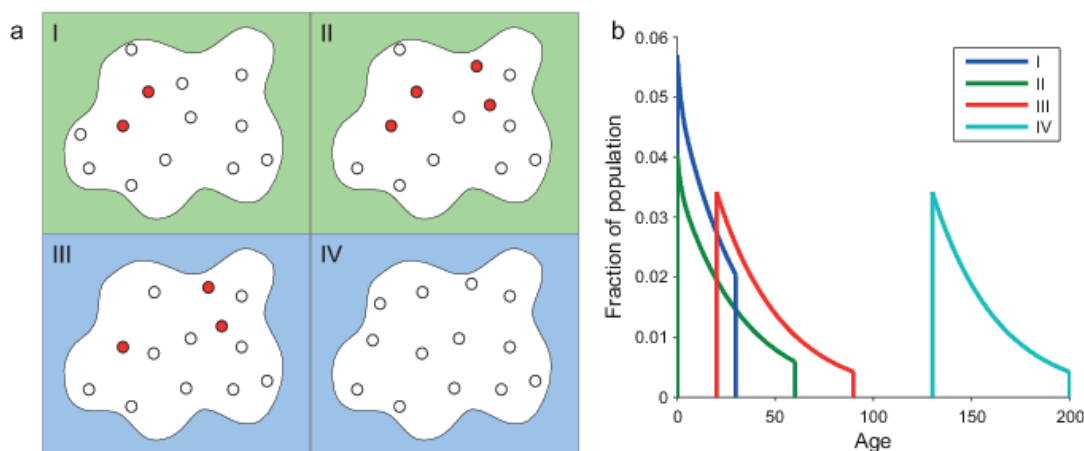 a
I
II
III
IV
b
Fraction of population
0.06
0.05
0.04
0.03
0.02
0.01
0
0
50
100
150
200
Age
I
II
III
IV